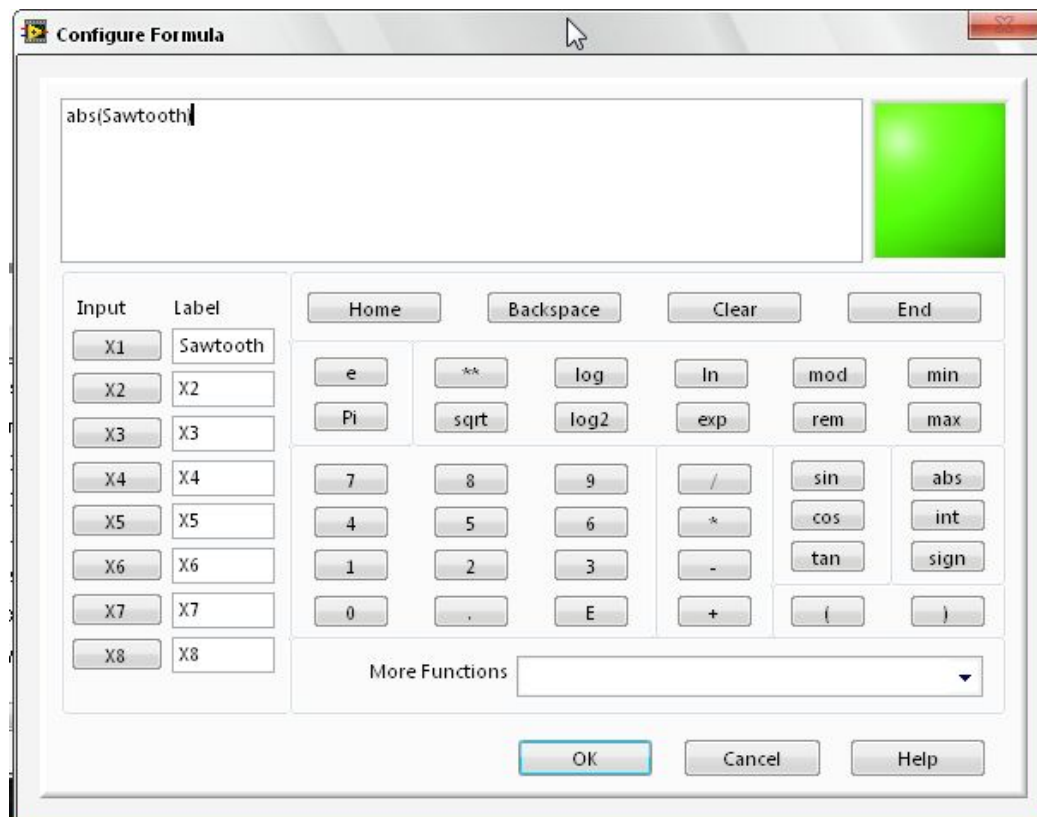 Configure Formula
abs(Sawtooth)
Input Label
Home Backspace Clear End
X1 Sawtooth
X2 X2
X3 X3
X4 X4
X5 X5
X6 X6
X7 X7
X8 X8
e ** log ln mod min
Pi sqrt log2 exp rem max
7 8 9 / sin abs
4 5 6 * cos int
1 2 3 - tan sign
0 . E + ( )
More Functions
OK Cancel Help